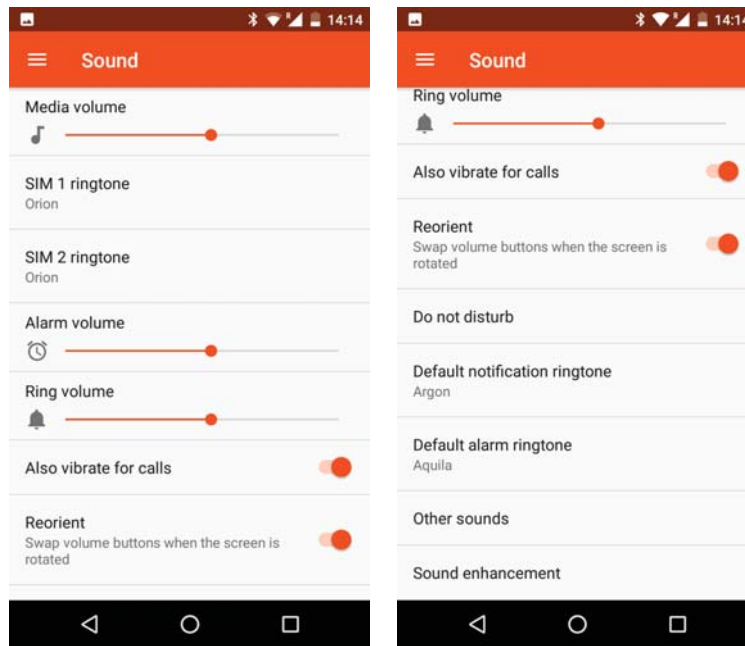 14:14
Sound
Media volume
SIM 1 ringtone
Orion
SIM 2 ringtone
Orion
Alarm volume
Ring volume
Also vibrate for calls
Reorient
Swap volume buttons when the screen is
rotated
14:14
Sound
Ring volume
Also vibrate for calls
Reorient
Swap volume buttons when the screen is
rotated
Do not disturb
Default notification ringtone
Argon
Default alarm ringtone
Aquila
Other sounds
Sound enhancement